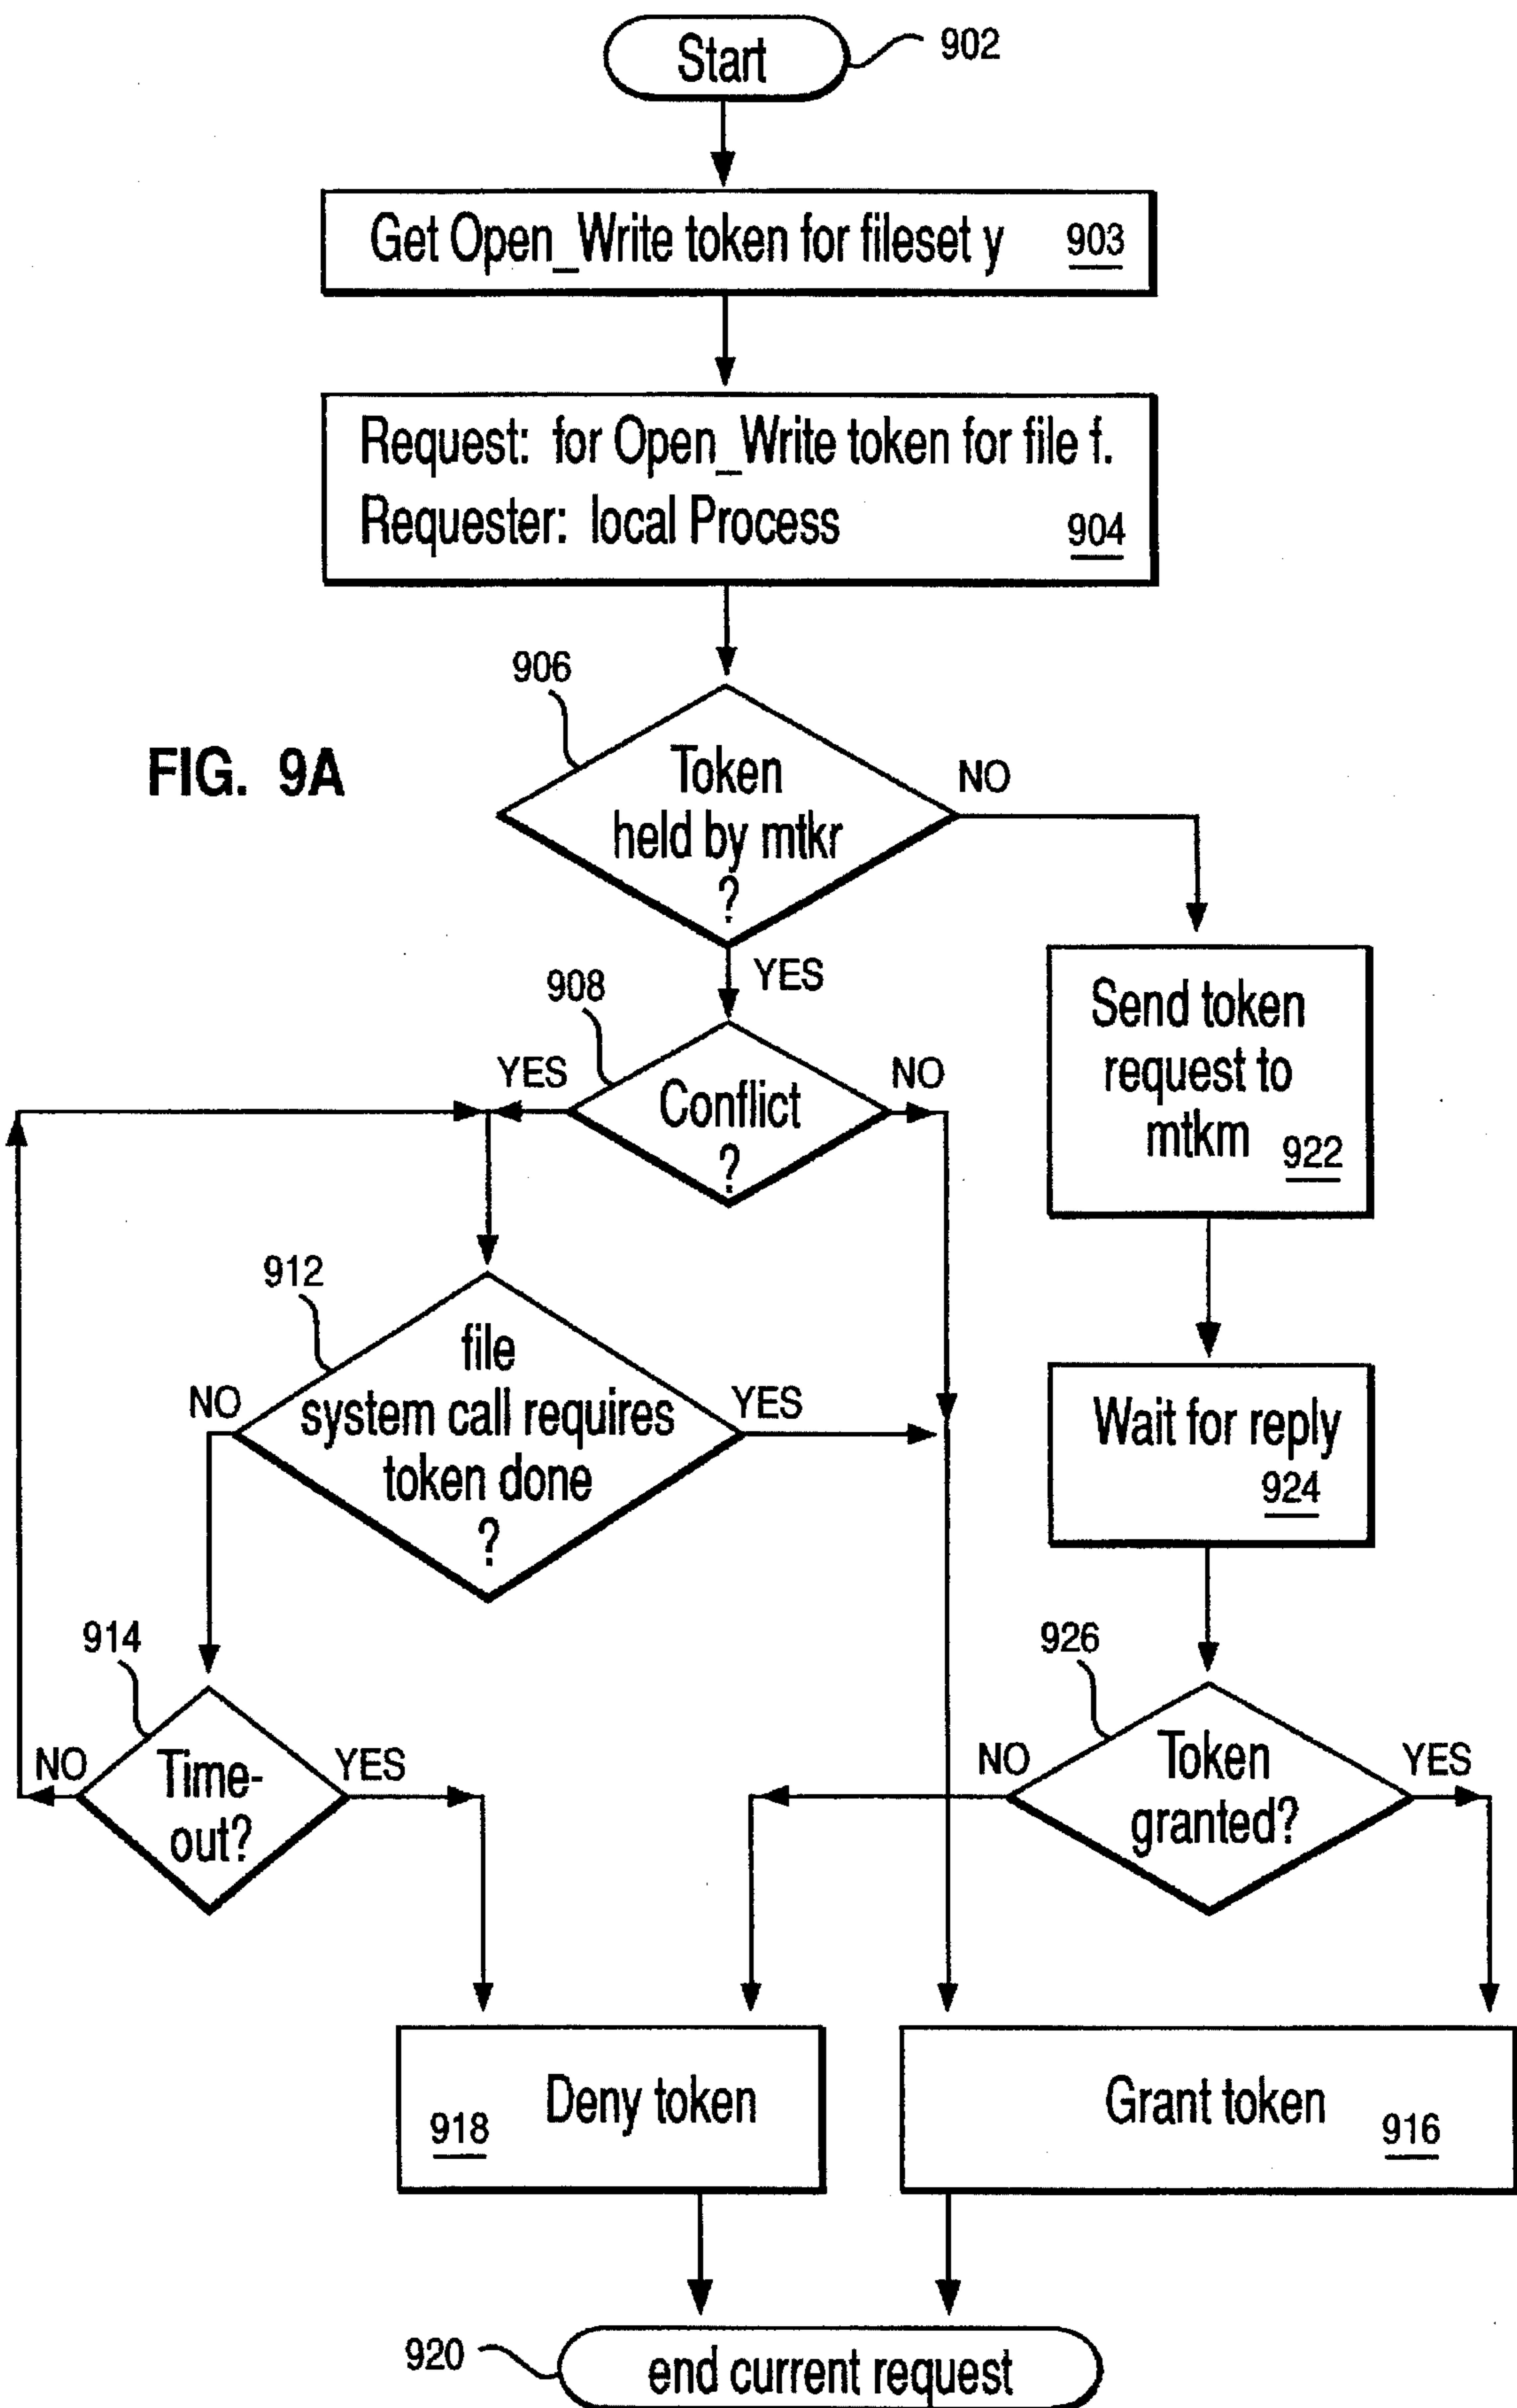 Start
902
Get Open_Write token for fileset y 903
Request: for Open_Write token for file f.
Requester: local Process 904
906
FIG. 9A
Token
held by mtkr
?
NO
YES
908
Send token
request to
mtkm 922
YES
Conflict
?
NO
912
file
system call requires
token done
?
NO
YES
Wait for reply
924
914
Time-
out?
NO
YES
926
Token
granted?
NO
YES
Deny token
918
Grant token
916
920
end current request